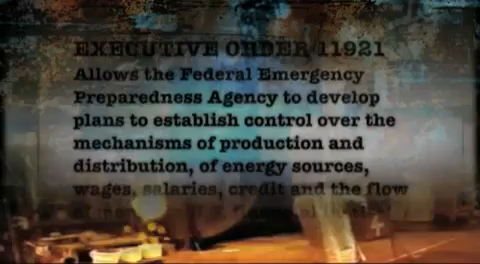 EXECUTIVE ORDER 11921
Allows the Federal Emergency
Preparedness Agency to develop
plans to establish control over the
mechanisms of production and
distribution, of energy sources,
wages, salaries, credit and the flow